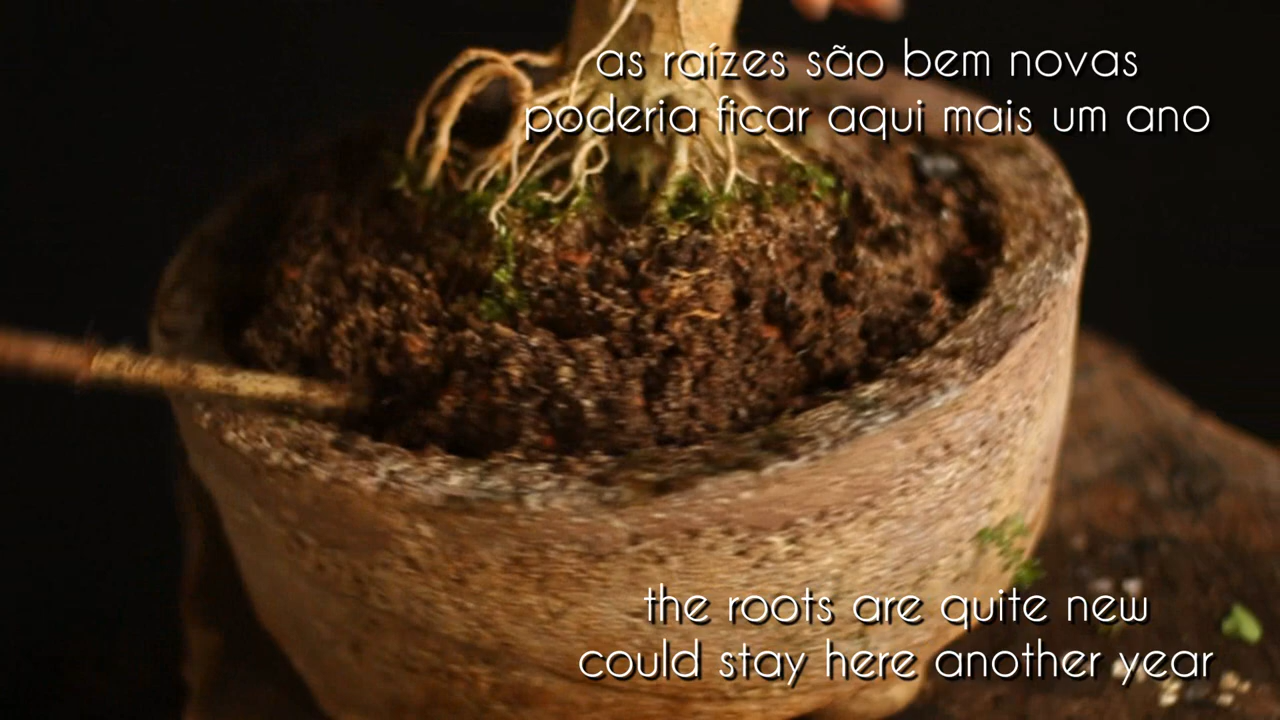 as raízes são bem novas
poderia ficar aqui mais um ano
the roots are quite new
could stay here another year